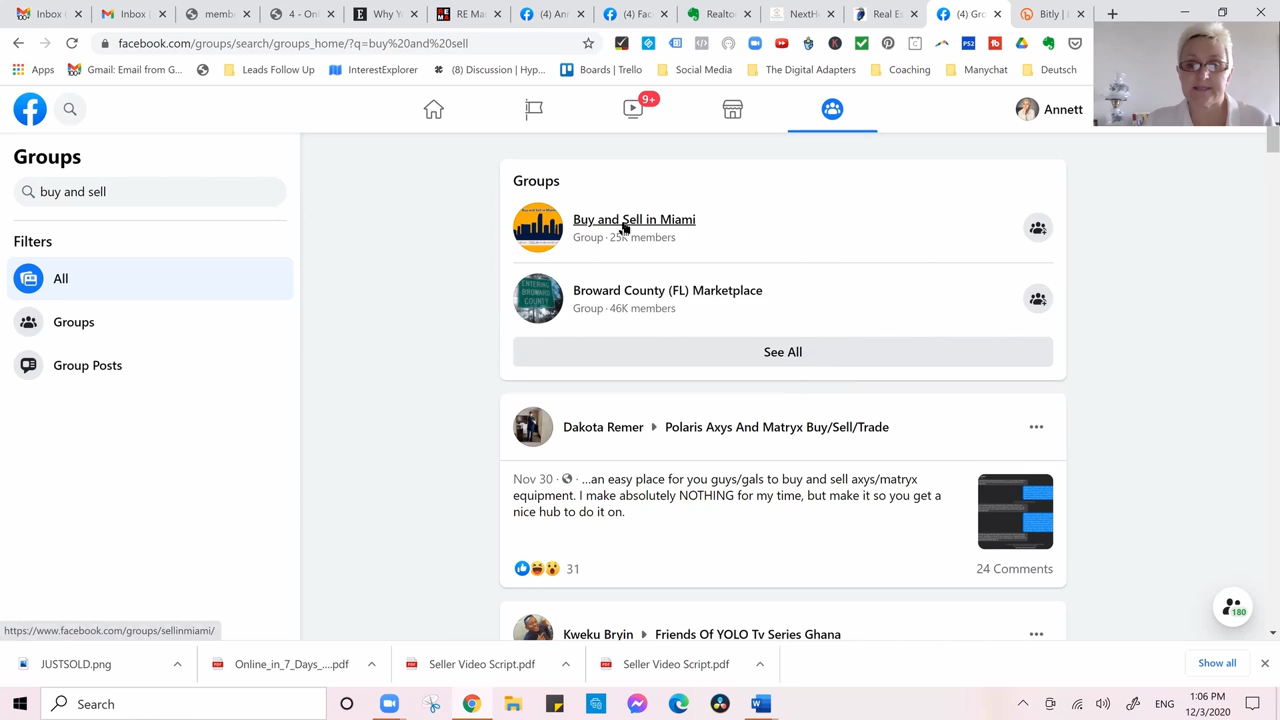 Inbox (
Inbox (
memb
4 - Onl
Why Y
RE Ma
(4) Ann
(4) Fac
Realto
NextHo
Real Es
(4) Gro
Bitly | L
facebook.com/groups/search/groups_home/?q=buy%20and%20sell
Apps
Gmail: Email from G...
Leads Follow Up
InterestExplorer
(8) Discussion | Hyp...
Boards | Trello
Social Media
The Digital Adapters
Coaching
Manychat
Deutsch
9+
Annett
Groups
buy and sell
Filters
All
Groups
Group Posts
Groups
Buy and Sell in Miami
Group · 25K members
ENTERING
BROWARD
COUNTY
Broward County (FL) Marketplace
Group · 46K members
See All
Dakota Remer
Polaris Axys And Matryx Buy/Sell/Trade
Nov 30 · ...an easy place for you guys/gals to buy and sell axys/matryx
equipment. I make absolutely NOTHING for my time, but make it so you get a
nice hub to do it on.
31
24 Comments
Kweku Bryin
Friends Of YOLO Tv Series Ghana
180
https://www.facebook.com/groups/sellinmiami/
JUSTSOLD.png
Online_in_7_Days_....pdf
Seller Video Script.pdf
Seller Video Script.pdf
Show all
Search
ENG
1:06 PM
12/3/2020